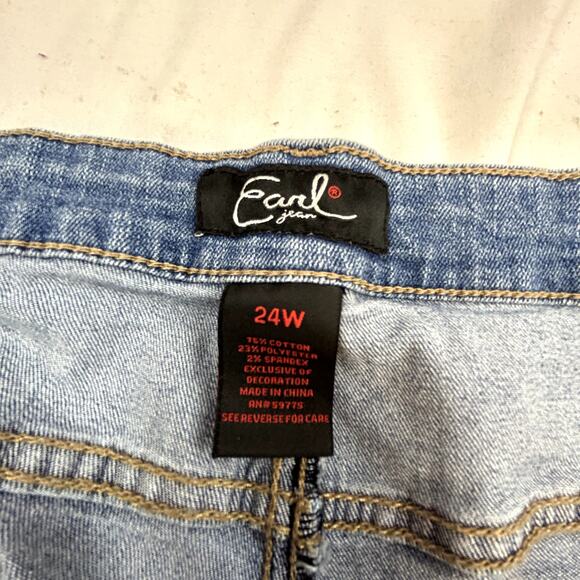 Earl®
jean
24W
75% COTTON
23% POLYESTER
2% SPANDEX
EXCLUSIVE OF
DECORATION
MADE IN CHINA
RN# 59775
SEE REVERSE FOR CARE